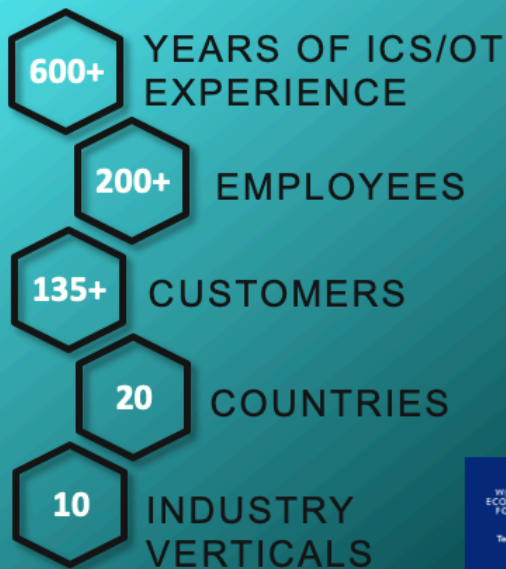 600+
YEARS OF ICS/OT
EXPERIENCE
200+
EMPLOYEES
135+
CUSTOMERS
20
COUNTRIES
10
INDUSTRY
VERTICALS